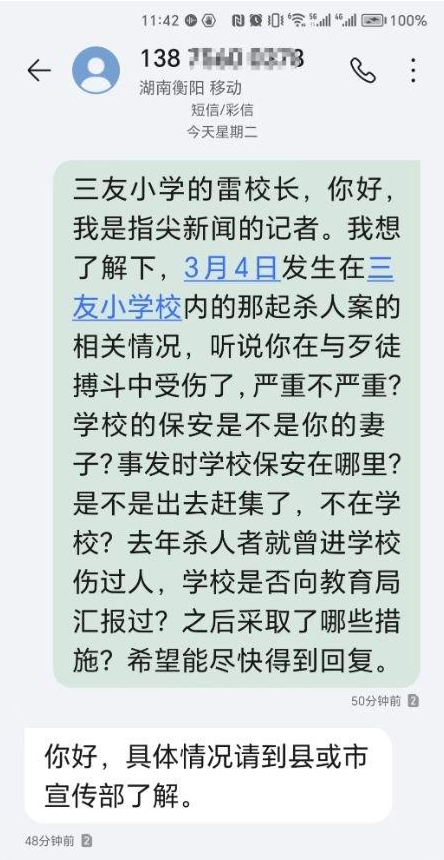 11:42
100%
138
湖南衡阳 移动
短信/彩信
今天星期二
三友小学的雷校长，你好，
我是指尖新闻的记者。我想
了解下，3月4日发生在三
友小学校内的那起杀人案的
相关情况，听说你在与歹徒
搏斗中受伤了,严重不严重?
学校的保安是不是你的妻
子?事发时学校保安在哪里?
是不是出去赶集了，不在学
校？去年杀人者就曾进学校
伤过人，学校是否向教育局
汇报过？之后采取了哪些措
施？希望能尽快得到回复。
50分钟前 2
你好，具体情况请到县或市
宣传部了解。
48分钟前 2